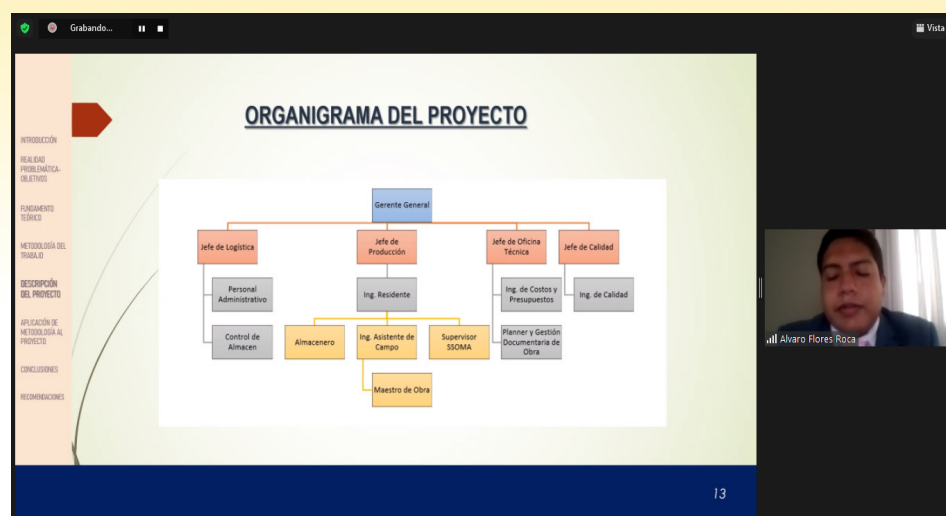 Grabando...
Vista
ORGANIGRAMA DEL PROYECTO
INTRODUCCIÓN
REALIDAD
PROBLEMÁTICA-
OBJETIVOS
FUNDAMENTO
TEÓRICO
METODOLOGÍA DEL
TRABAJO
DESCRIPCIÓN
DEL PROYECTO
APLICACIÓN DE
METODOLOGÍA AL
PROYECTO
CONCLUSIONES
RECOMENDACIONES
Gerente General
Jefe de Logística
Jefe de
Producción
Jefe de Oficina
Técnica
Jefe de Calidad
Personal
Administrativo
Ing. Residente
Ing. de Costos y
Presupuestos
Ing. de Calidad
Control de
Almacen
Almacenero
Ing. Asistente de
Campo
Supervisor
SSOMA
Planner y Gestión
Documentaria de
Obra
Maestro de Obra
Alvaro Flores Roca
13